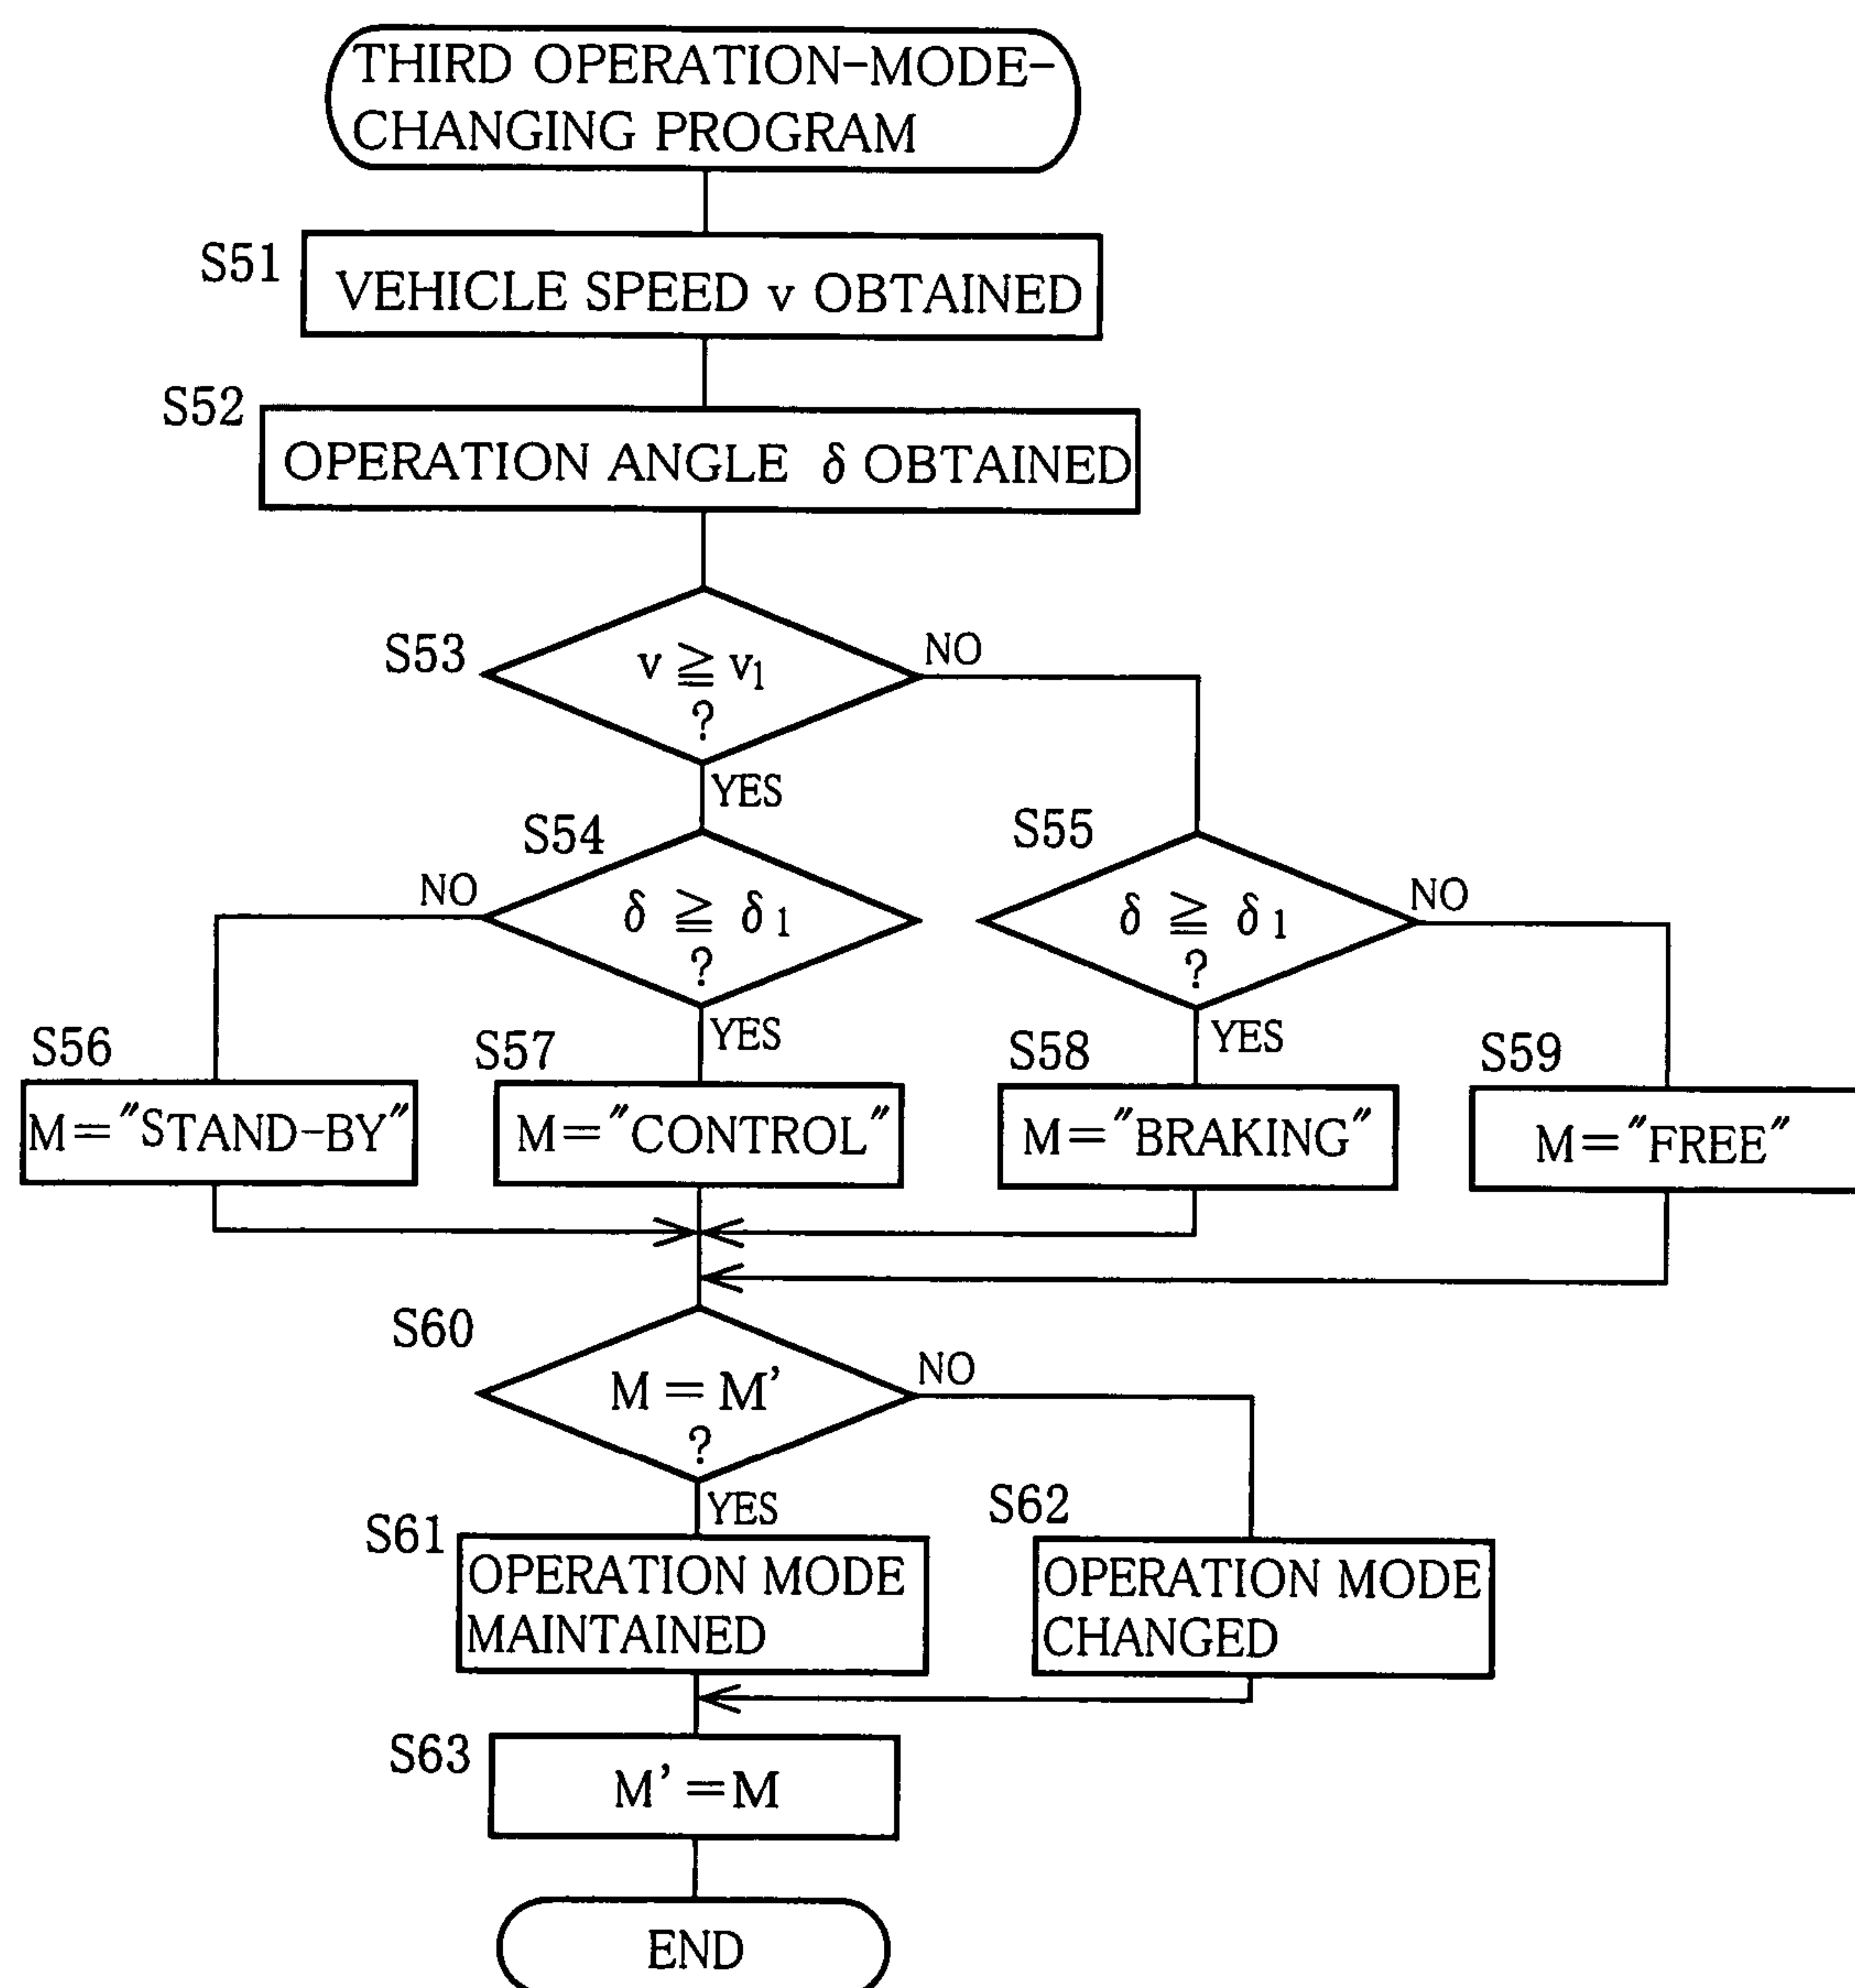 THIRD OPERATION-MODE-
CHANGING PROGRAM
S51
VEHICLE SPEED v OBTAINED
S52
OPERATION ANGLE δ OBTAINED
S53
v ≧ v₁
?
NO
YES
S54
δ ≧ δ₁
?
NO
YES
S55
δ ≧ δ₁
?
NO
YES
S56
M="STAND-BY"
S57
M="CONTROL"
S58
M="BRAKING"
S59
M="FREE"
S60
M=M'
?
NO
YES
S61
OPERATION MODE
MAINTAINED
S62
OPERATION MODE
CHANGED
S63
M'=M
END